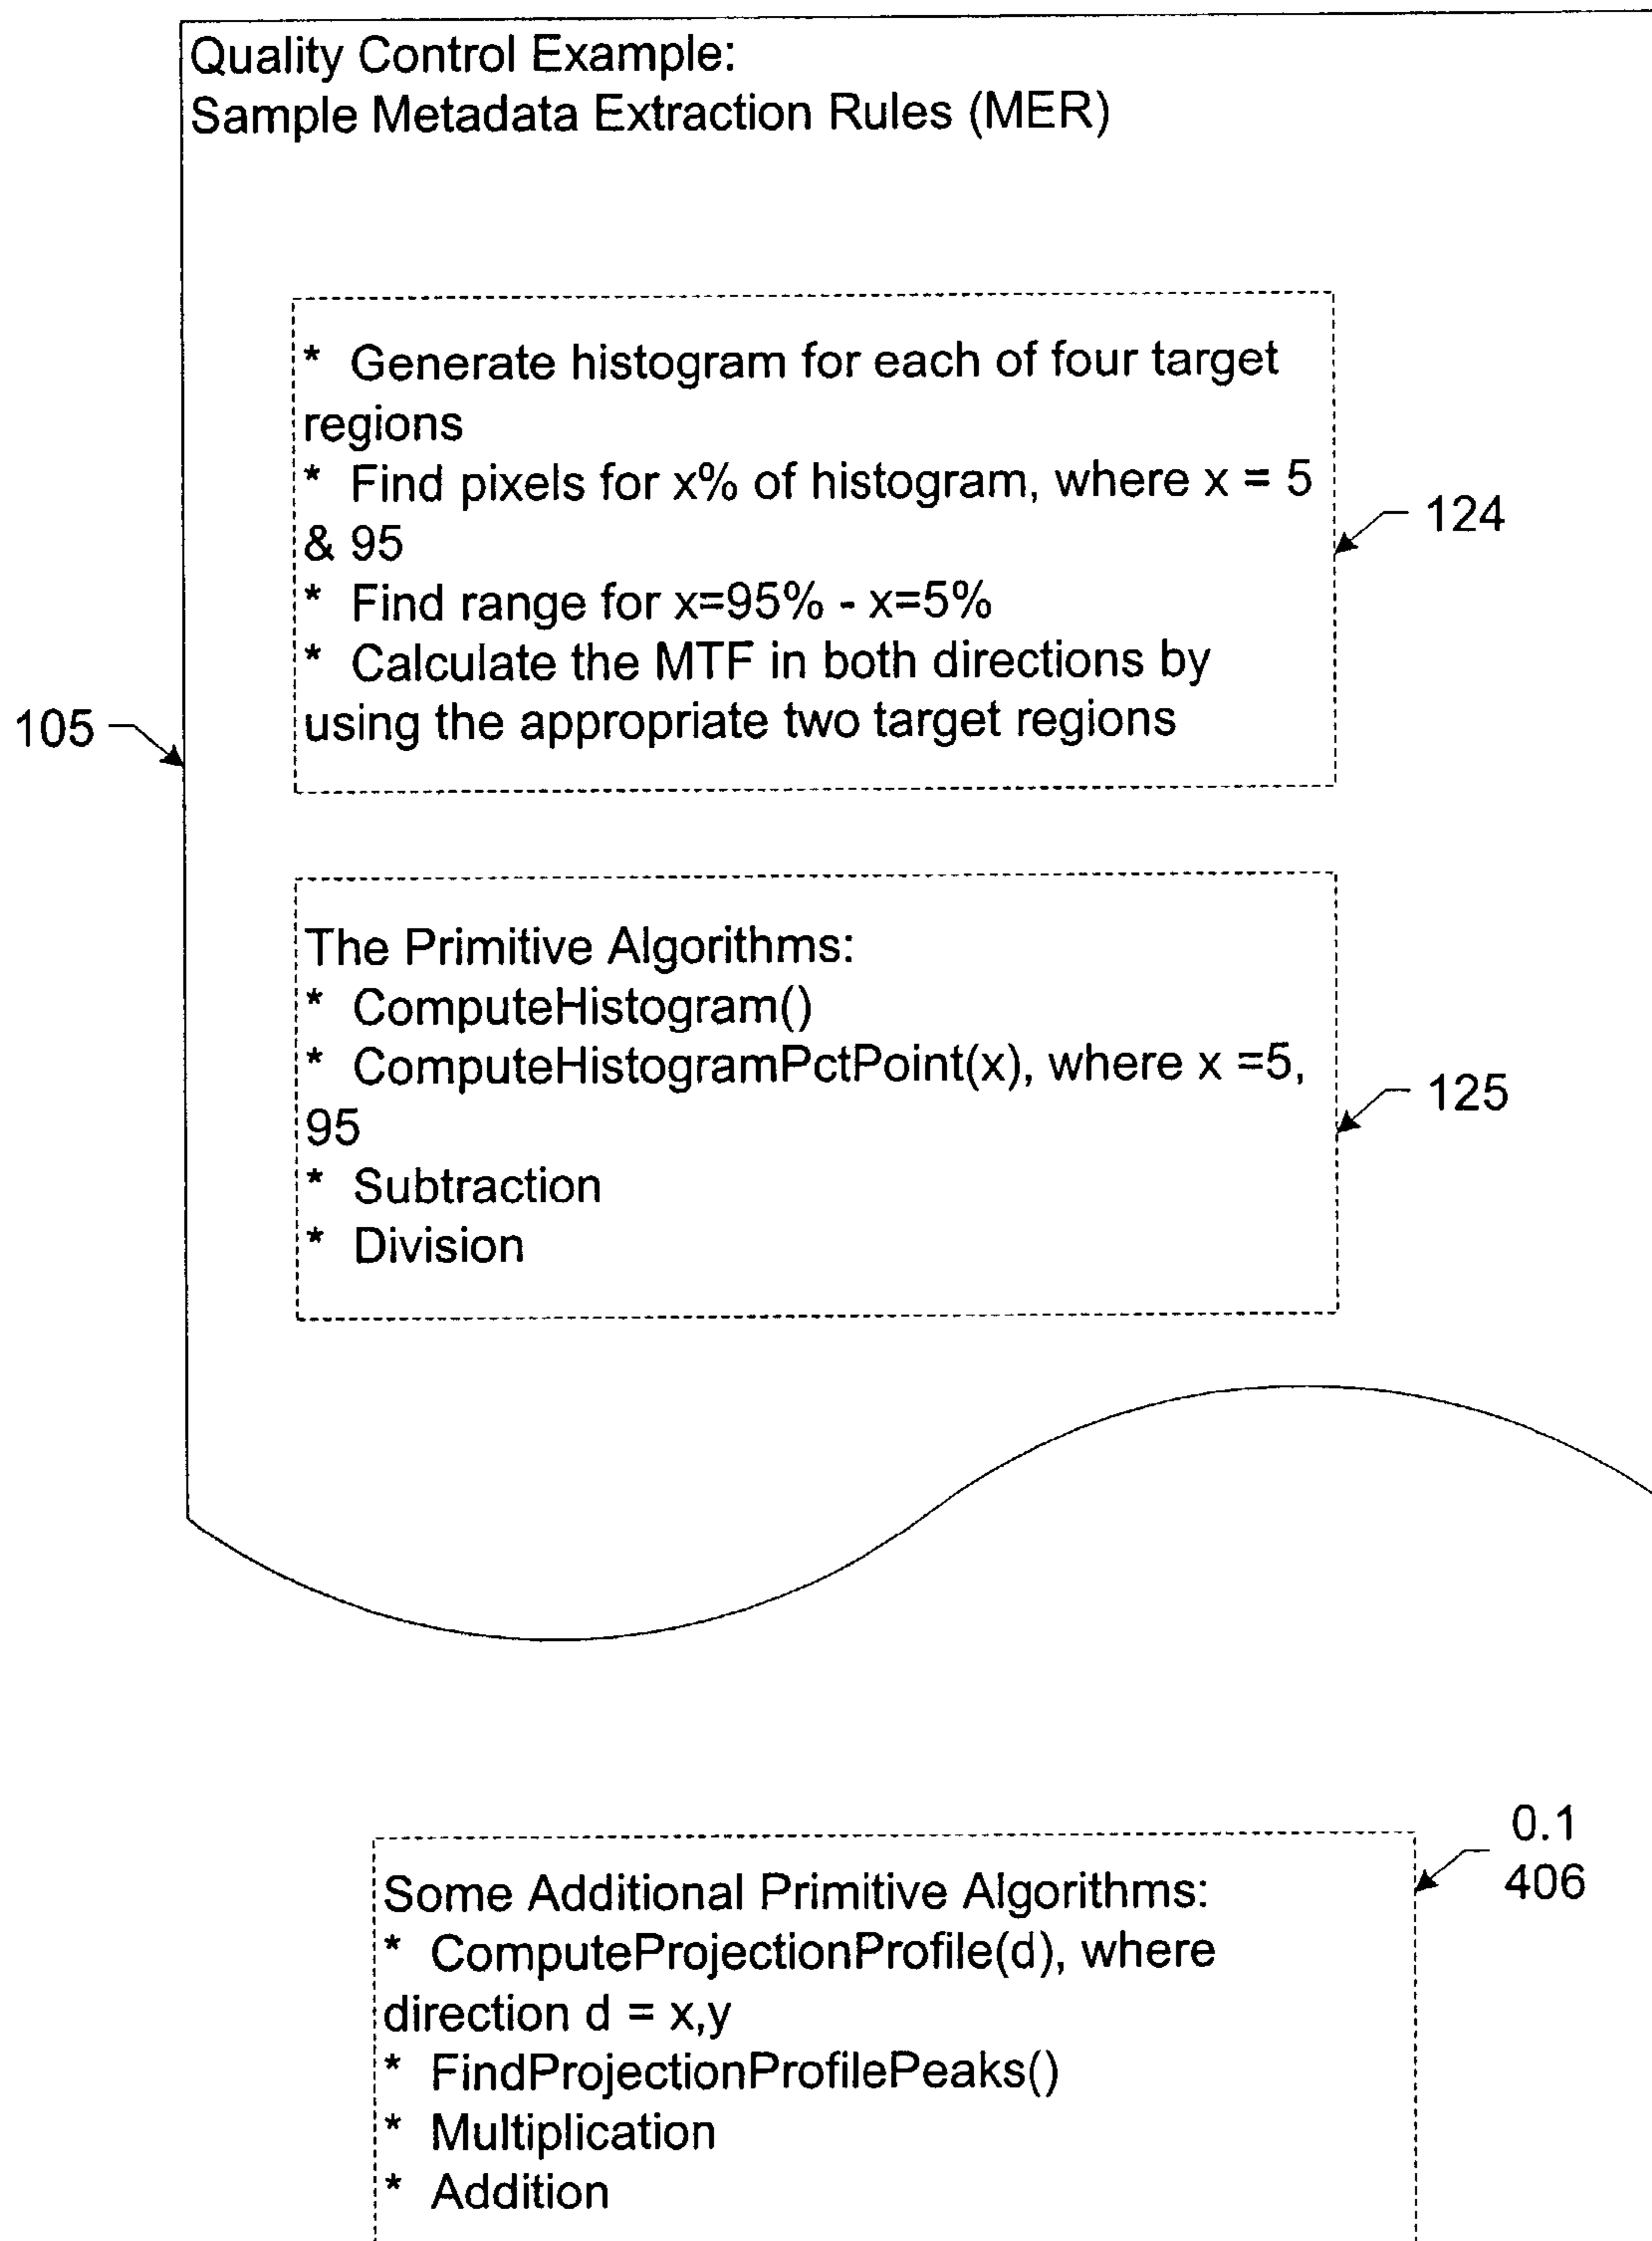 Quality Control Example:
Sample Metadata Extraction Rules (MER)
* Generate histogram for each of four target
regions
* Find pixels for x% of histogram, where x = 5
& 95
* Find range for x=95% - x=5%
* Calculate the MTF in both directions by
using the appropriate two target regions
124
105
The Primitive Algorithms:
* ComputeHistogram()
* ComputeHistogramPctPoint(x), where x =5,
95
* Subtraction
* Division
125
0.1
406
Some Additional Primitive Algorithms:
* ComputeProjectionProfile(d), where
direction d = x,y
* FindProjectionProfilePeaks()
* Multiplication
* Addition